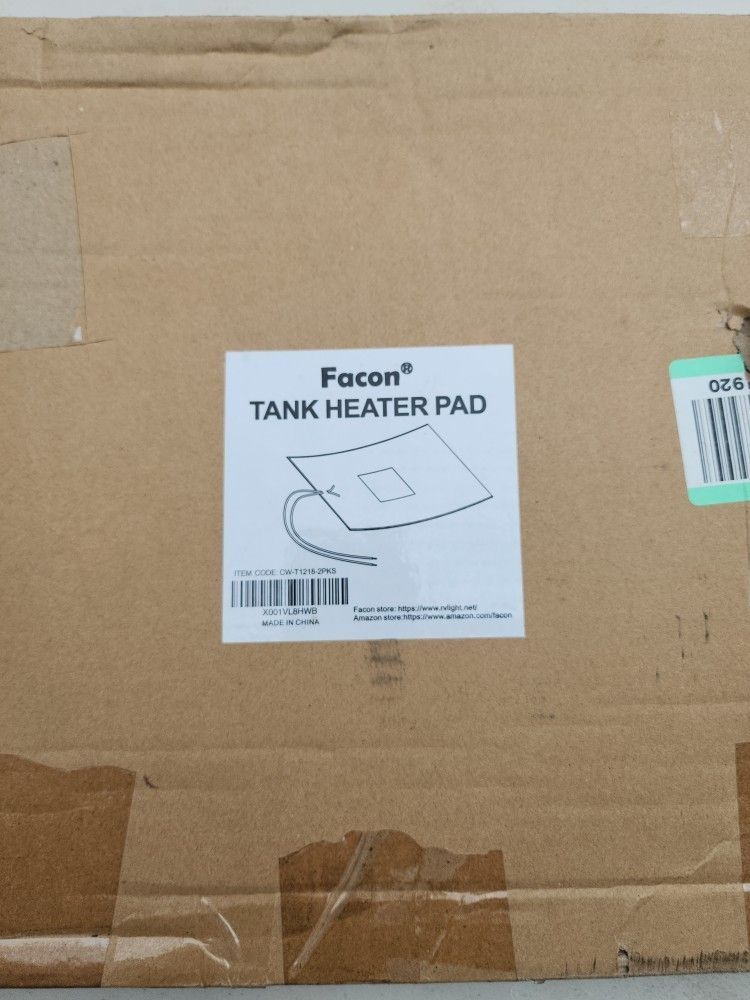 Facon®
TANK HEATER PAD
ITEM CODE: CW-T1218-2PKS
X001VL8HWB
MADE IN CHINA
Facon store: https://www.rvlight.net/
Amazon store:https://www.amazon.com/facon
920